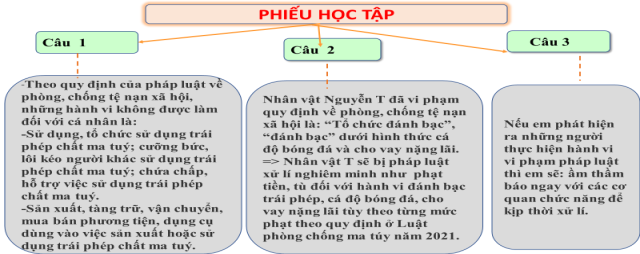 PHIẾU HỌC TẬP
Câu 1
-Theo quy định của pháp luật về
phòng, chống tệ nạn xã hội,
những hành vi không được làm
đối với cá nhân là:
-Sử dụng, tổ chức sử dụng trái
phép chất ma tuý; cưỡng bức,
lôi kéo người khác sử dụng trái
phép chất ma tuý; chứa chấp,
hỗ trợ việc sử dụng trái phép
chất ma tuý.
-Sản xuất, tàng trữ, vận chuyển,
mua bán phương tiện, dụng cụ
dùng vào việc sản xuất hoặc sử
dụng trái phép chất ma tuý.
Câu 2
Nhân vật Nguyễn T đã vi phạm
quy định về phòng, chống tệ nạn
xã hội là: “Tổ chức đánh bạc”,
“đánh bạc” dưới hình thức cá
độ bóng đá và cho vay nặng lãi.
=> Nhân vật T sẽ bị pháp luật
xử lí nghiêm minh như phạt
tiền, tù đối với hành vi đánh bạc
trái phép, cá độ bóng đá, cho
vay nặng lãi tùy theo từng mức
phạt theo quy định ở Luật
phòng chống ma túy năm 2021.
Câu 3
Nếu em phát hiện
ra những người
thực hiện hành vi
vi phạm pháp luật
thì em sẽ: âm thầm
báo ngay với các cơ
quan chức năng để
kịp thời xử lí.